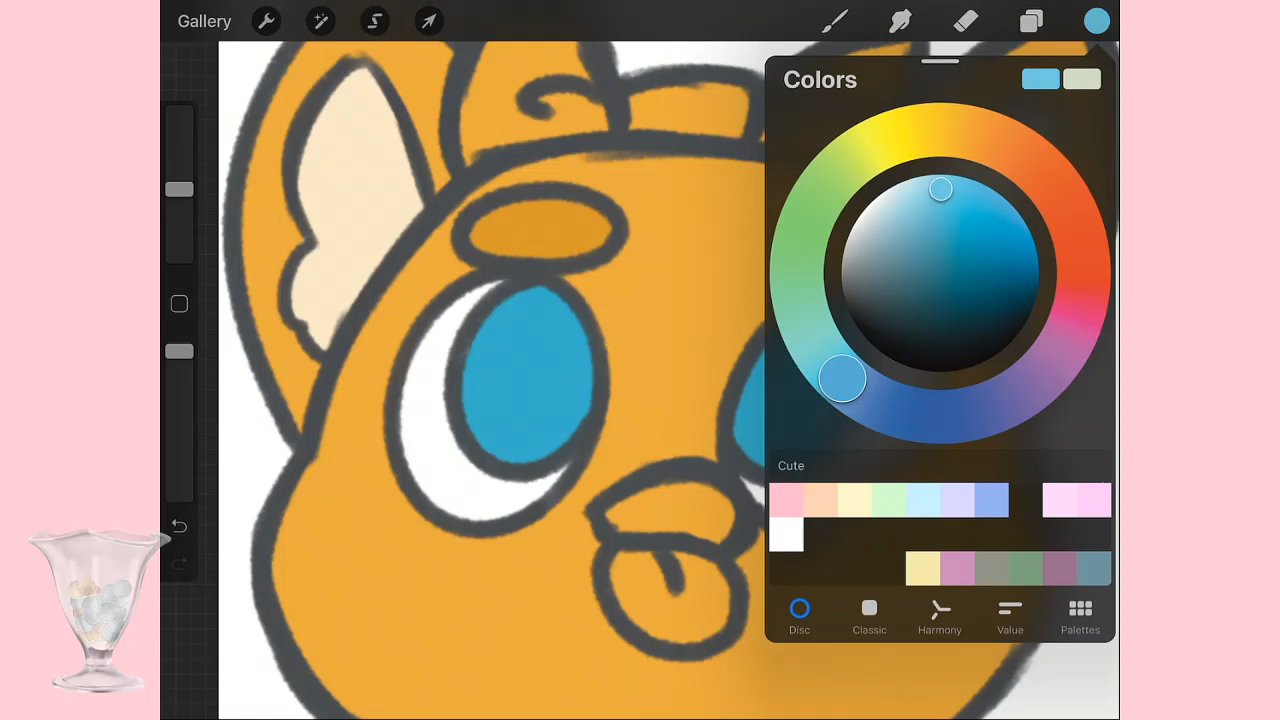 Gallery
Colors
Cute
Disc
Classic
Harmony
Value
Palettes